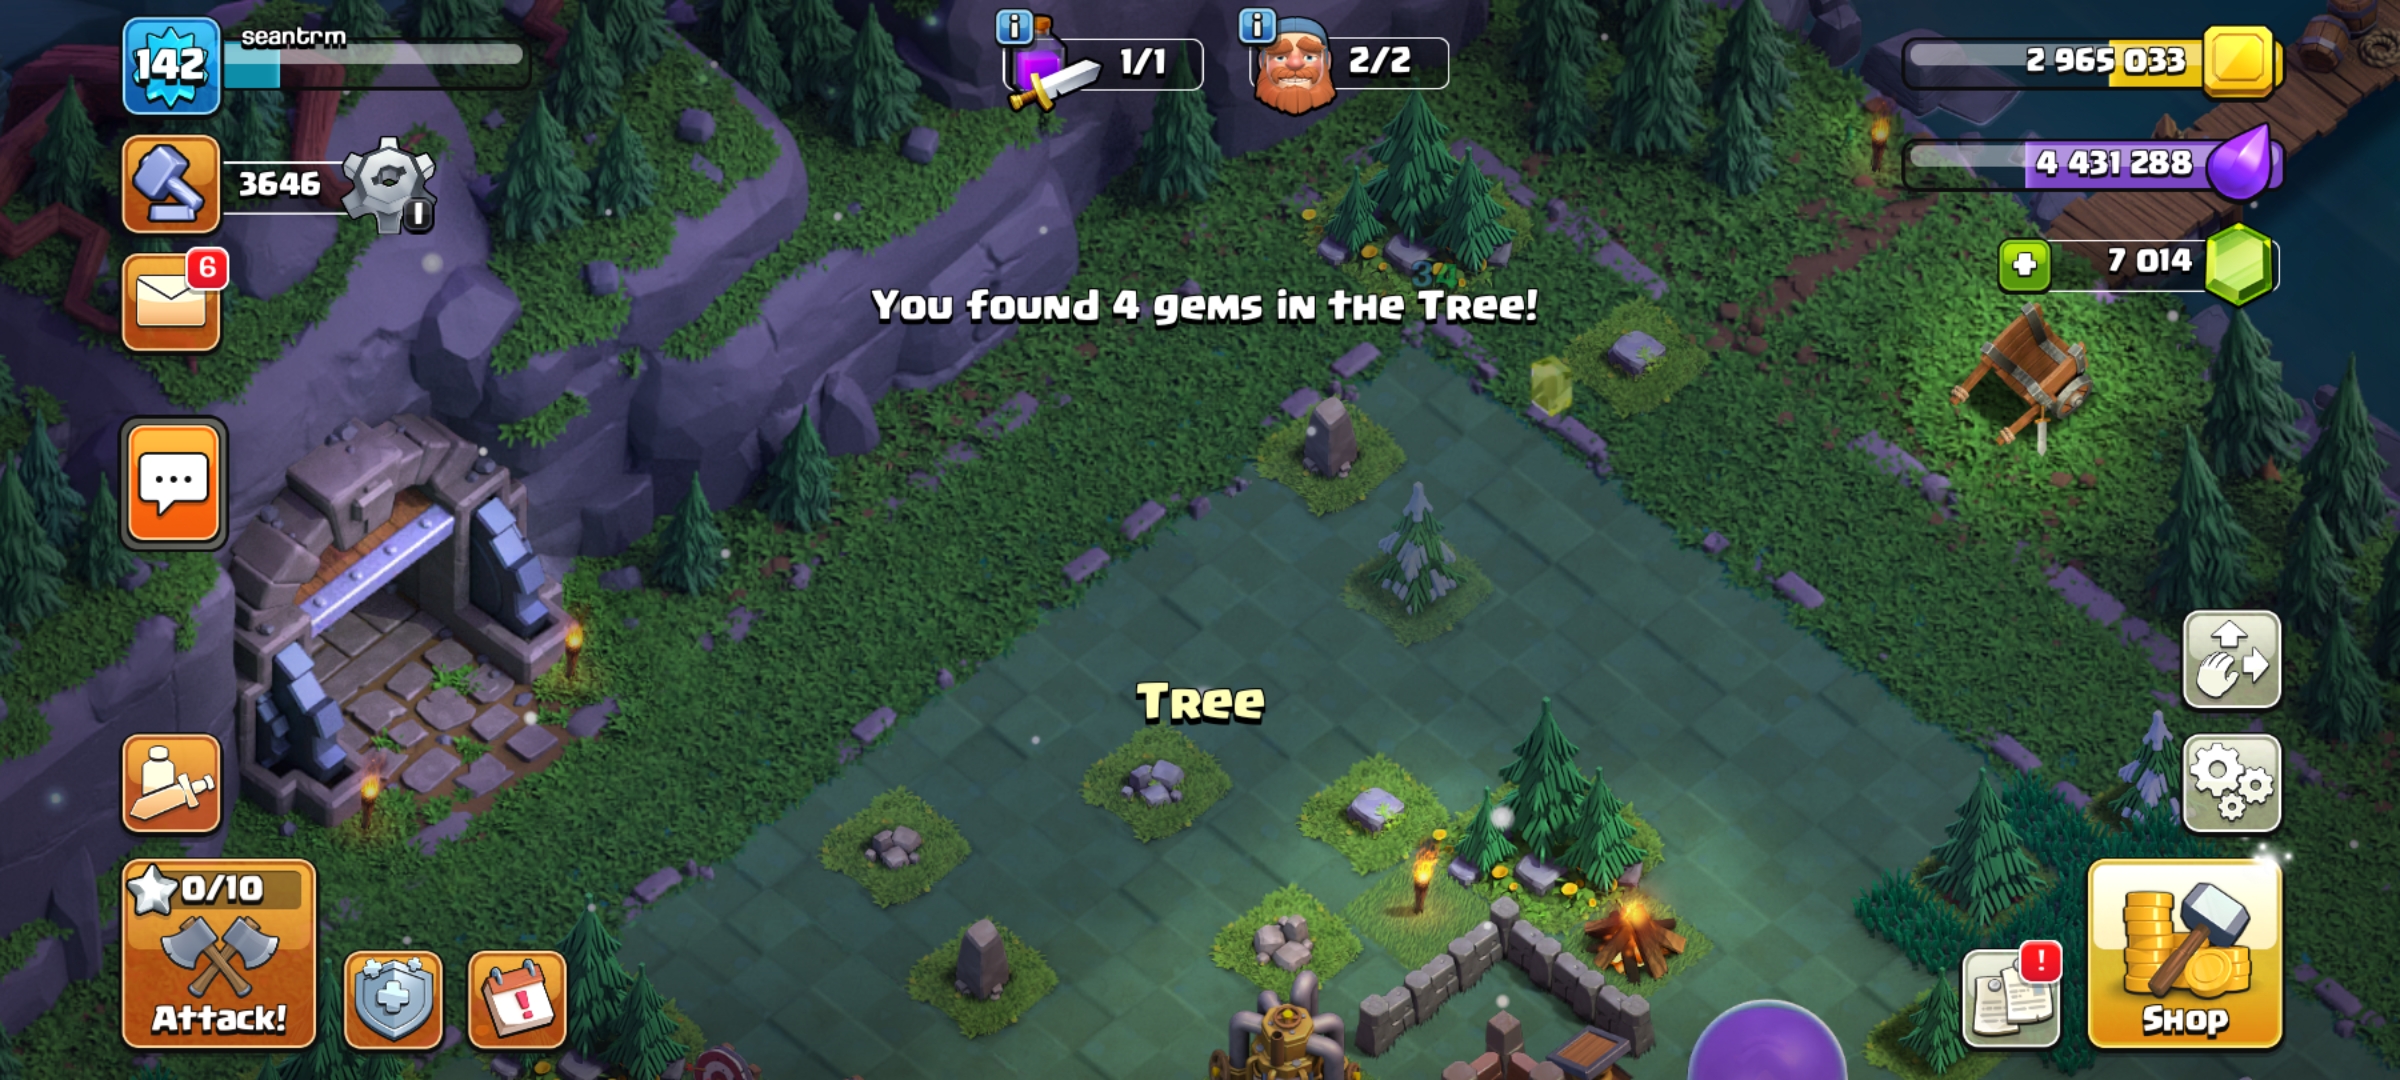 142
seantrm
1/1
2/2
2 965 033
3646
I
4 431 288
6
7 014
You found 4 gems in the Tree!
Tree
0/10
Attack!
!
!
Shop